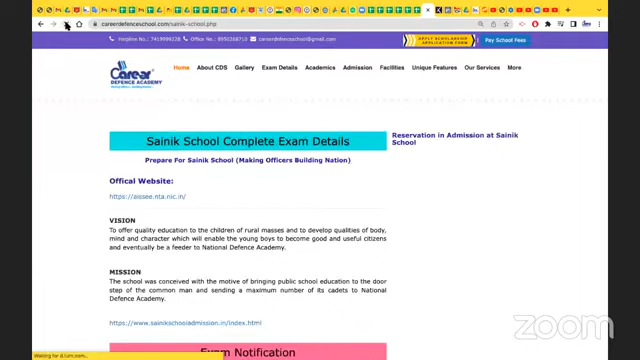 careerdefenceschool.com/sainik-school.php
Helpline No.: 7419999228 Office No.: 8950368710 careerdefenceschool@gmail.com
APPLY SCHOLARSHIP
APPLICATION FORM
Pay School Fees
Career
DEFENCE ACADEMY
Home About CDS Gallery Exam Details Academics Admission Facilities Unique Features Our Services More
Sainik School Complete Exam Details
Prepare For Sainik School (Making Officers Building Nation)
Reservation in Admission at Sainik
School
Offical Website:
https://aissee.nta.nic.in/
VISION
To offer quality education to the children of rural masses and to develop qualities of body,
mind and character which will enable the young boys to become good and useful citizens
and eventually be a feeder to National Defence Academy.
MISSION
The school was conceived with the motive of bringing public school education to the door
step of the common man and sending a maximum number of its cadets to National
Defence Academy.
https://www.sainikschooladmission.in/index.html
Exam Notification
zoom